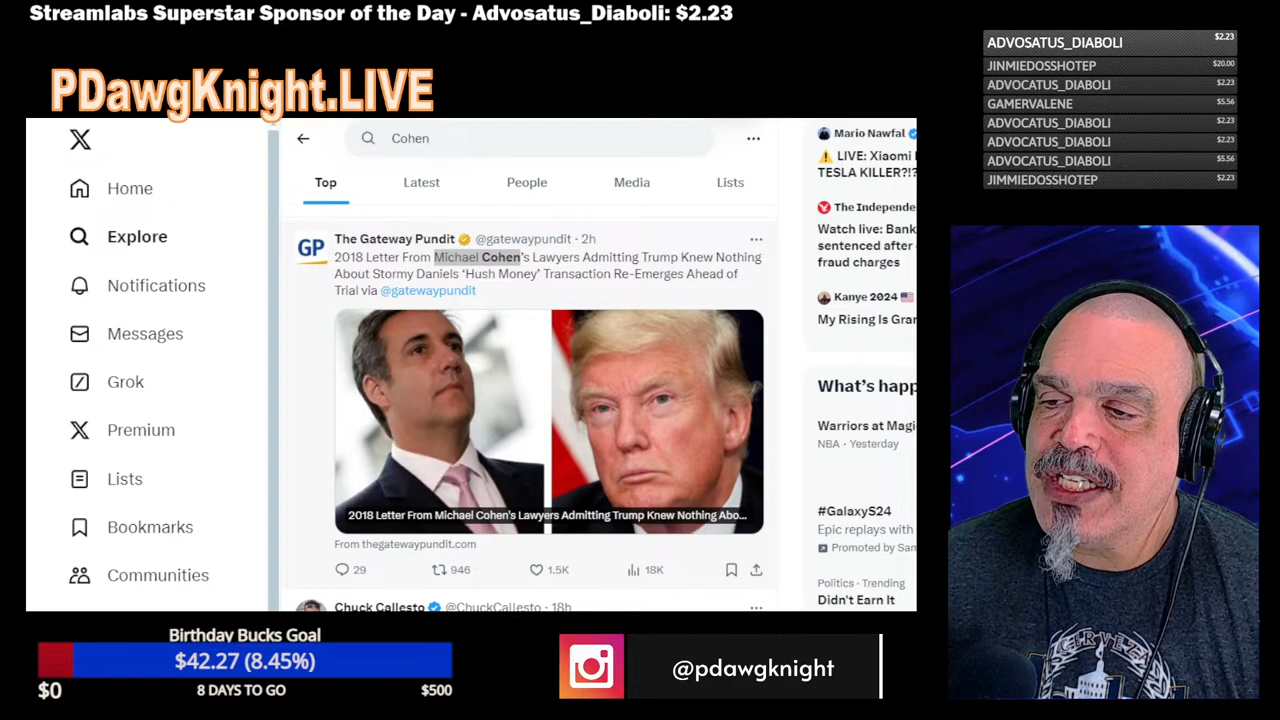 Streamlabs Superstar Sponsor of the Day - Advosatus_Diaboli: $2.23
PDawgKnight.LIVE
ADVOSATUS_DIABOLI $2.23
JINMIEDOSSHOTEP $20.00
ADVOCATUS_DIABOLI $2.23
GAMERVALENE $5.56
ADVOCATUS_DIABOLI $2.23
ADVOCATUS_DIABOLI $2.23
ADVOCATUS_DIABOLI $5.56
JIMMIEDOSSHOTEP $2.23
X
Home
Explore
Notifications
Messages
Grok
Premium
Lists
Bookmarks
Communities
Cohen
Top Latest People Media Lists
GP
The Gateway Pundit @gatewaypundit · 2h
2018 Letter From Michael Cohen's Lawyers Admitting Trump Knew Nothing
About Stormy Daniels 'Hush Money' Transaction Re-Emerges Ahead of
Trial via @gatewaypundit
2018 Letter From Michael Cohen's Lawyers Admitting Trump Knew Nothing Abo...
From thegatewaypundit.com
29 946 1.5K 18K
Chuck Callesto @ChuckCallesto · 18h
Mario Nawfal
LIVE: Xiaomi
TESLA KILLER?!?
The Independe
Watch live: Bank
sentenced after
fraud charges
Kanye 2024
My Rising Is Gran
What's happ
Warriors at Magi
NBA · Yesterday
#GalaxyS24
Epic replays with
Promoted by Sam
Politics · Trending
Didn't Earn It
Birthday Bucks Goal
$42.27 (8.45%)
$0 8 DAYS TO GO $500
@pdawgknight
CERVEZ